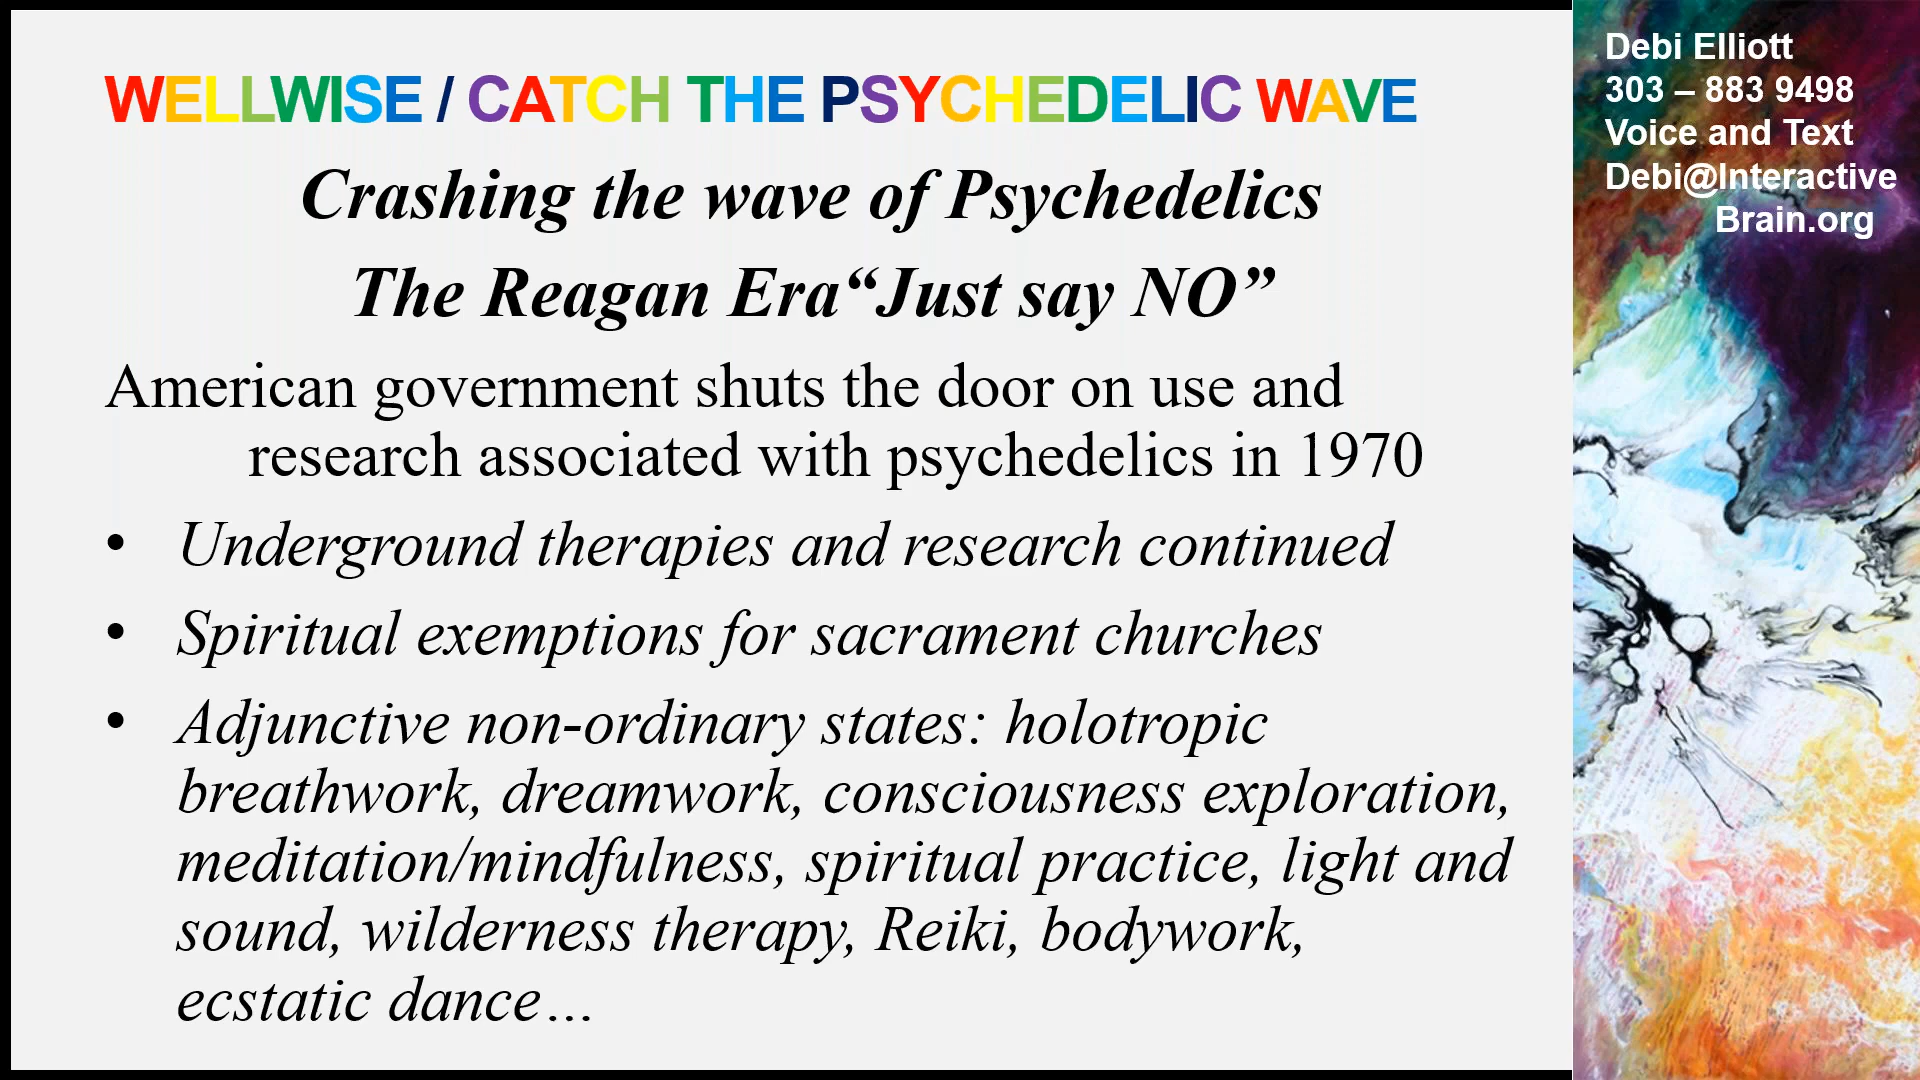 WELLWISE / CATCH THE PSYCHEDELIC WAVE
Crashing the wave of Psychedelics
The Reagan Era“Just say NO”
American government shuts the door on use and
research associated with psychedelics in 1970
• Underground therapies and research continued
• Spiritual exemptions for sacrament churches
• Adjunctive non-ordinary states: holotropic
breathwork, dreamwork, consciousness exploration,
meditation/mindfulness, spiritual practice, light and
sound, wilderness therapy, Reiki, bodywork,
ecstatic dance…
Debi Elliott
303 – 883 9498
Voice and Text
Debi@Interactive
Brain.org